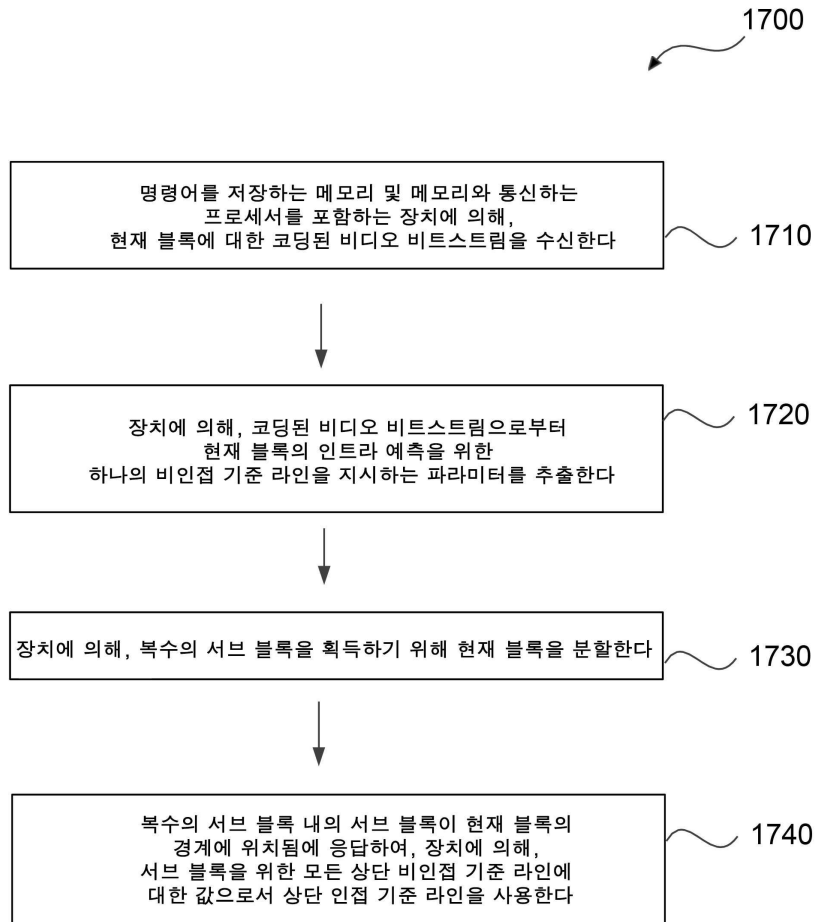 1700
명령어를 저장하는 메모리 및 메모리와 통신하는
프로세서를 포함하는 장치에 의해,
현재 블록에 대한 코딩된 비디오 비트스트림을 수신한다
1710
장치에 의해, 코딩된 비디오 비트스트림으로부터
현재 블록의 인트라 예측을 위한
하나의 비인접 기준 라인을 지시하는 파라미터를 추출한다
1720
장치에 의해, 복수의 서브 블록을 획득하기 위해 현재 블록을 분할한다
1730
복수의 서브 블록 내의 서브 블록이 현재 블록의
경계에 위치됨에 응답하여, 장치에 의해,
서브 블록을 위한 모든 상단 비인접 기준 라인에
대한 값으로서 상단 인접 기준 라인을 사용한다
1740